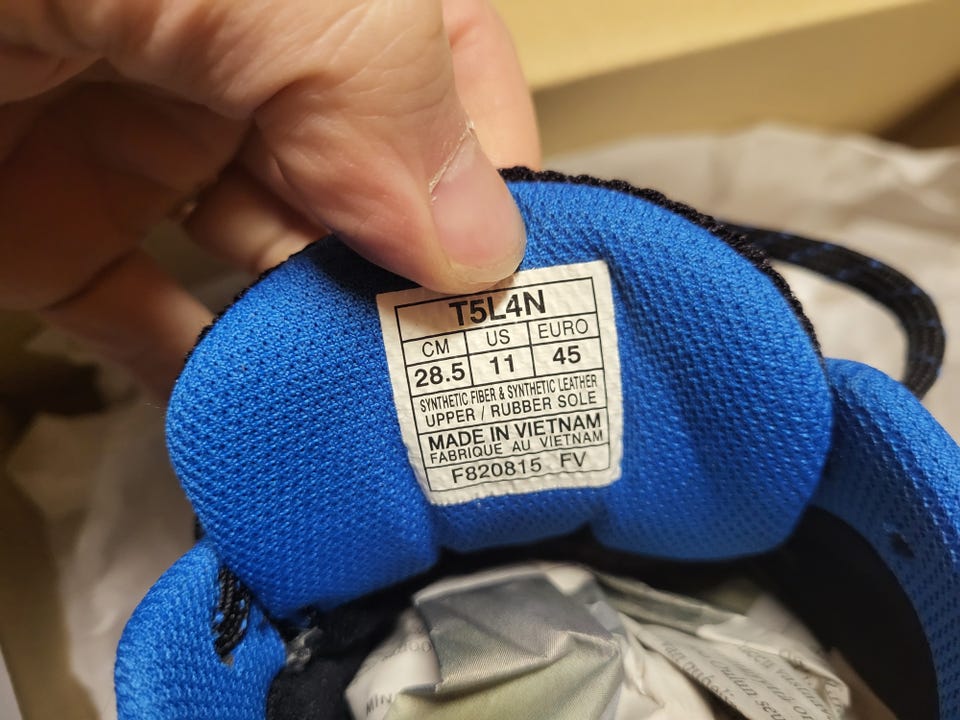 T5L4N
CM US EURO
28.5 11 45
SYNTHETIC FIBER & SYNTHETIC LEATHER
UPPER / RUBBER SOLE
MADE IN VIETNAM
FABRIQUE AU VIETNAM
F820815 FV